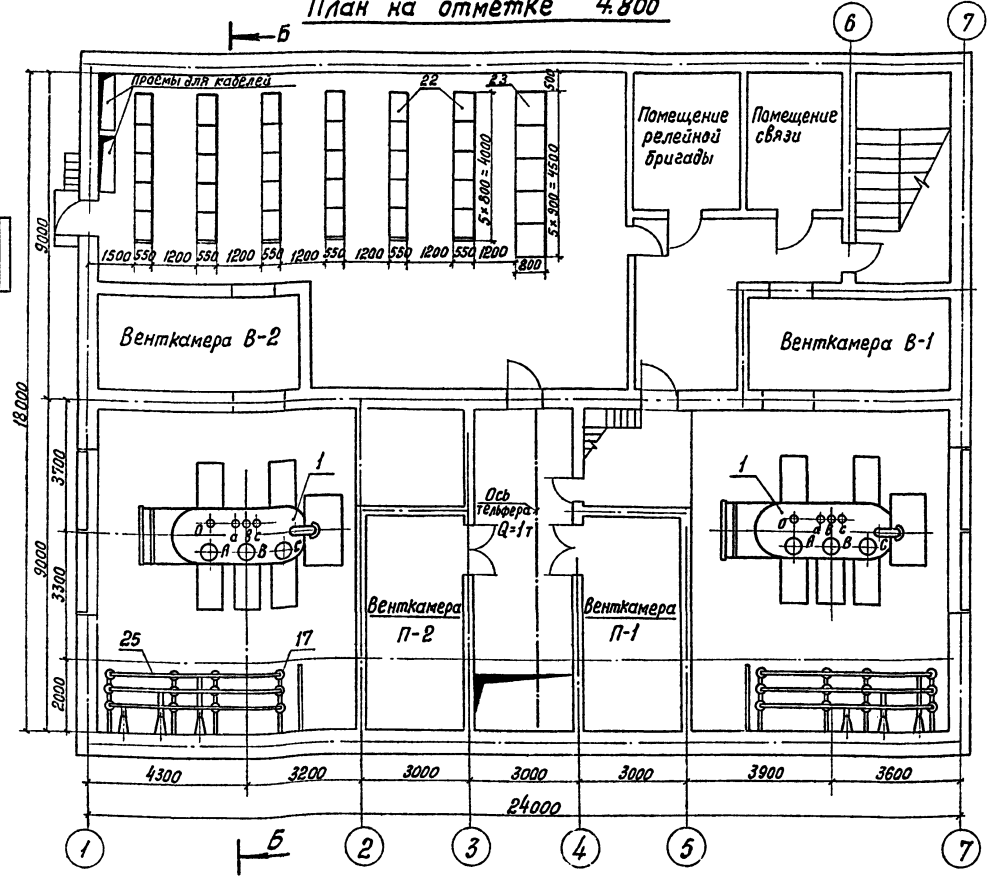 План на отметке 4.800
Б
6
7
проемы для кабелей
22
23
500
Помещение
релейной
бригады
Помещение
связи
5×800=4000
5×900=4500
1500
550
1200
550
1200
550
1200
550
1200
550
1200
550
1200
800
9000
18000
Венткамера В-2
Венткамера В-1
3700
9000
3300
2000
1
О
а
в
с
А
В
С
Ось
тельфера
Q=1т
1
О
а
в
с
А
В
С
Венткамера
П-2
Венткамера
П-1
25
17
4300
3200
3000
3000
3000
3900
3600
24000
1
Б
2
3
4
5
7